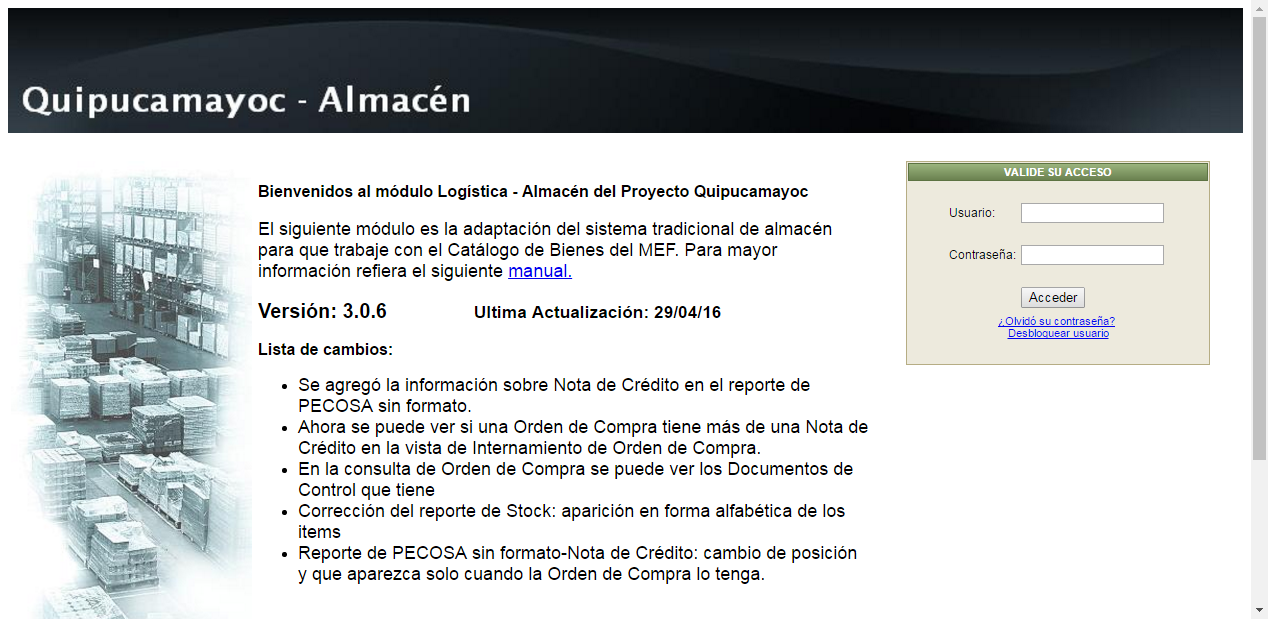 Quipucamayoc - Almacén
Bienvenidos al módulo Logística - Almacén del Proyecto Quipucamayoc
El siguiente módulo es la adaptación del sistema tradicional de almacén
para que trabaje con el Catálogo de Bienes del MEF. Para mayor
información refiera el siguiente manual.
Versión: 3.0.6 Ultima Actualización: 29/04/16
Lista de cambios:
• Se agregó la información sobre Nota de Crédito en el reporte de
PECOSA sin formato.
• Ahora se puede ver si una Orden de Compra tiene más de una Nota de
Crédito en la vista de Internamiento de Orden de Compra.
• En la consulta de Orden de Compra se puede ver los Documentos de
Control que tiene
• Corrección del reporte de Stock: aparición en forma alfabética de los
items
• Reporte de PECOSA sin formato-Nota de Crédito: cambio de posición
y que aparezca solo cuando la Orden de Compra lo tenga.
VALIDE SU ACCESO
Usuario:
Contraseña:
Acceder
¿Olvidó su contraseña?
Desbloquear usuario